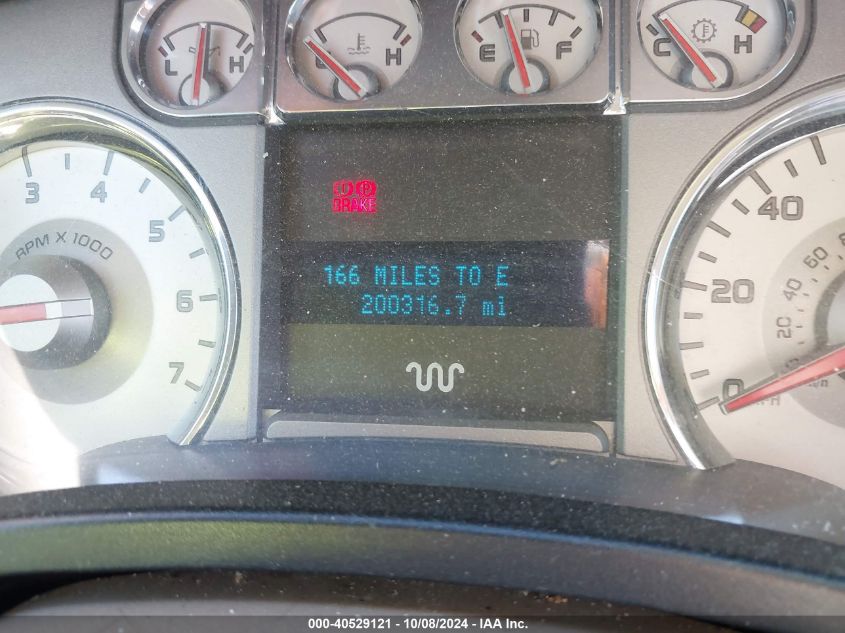 L H
C H
E F
C H
3 4 5 6 7
RPM X 1000
BRAKE
166 MILES TO E
200316.7 mi
40
20
0
20 40 60 80
000-40529121 - 10/08/2024 - IAA Inc.